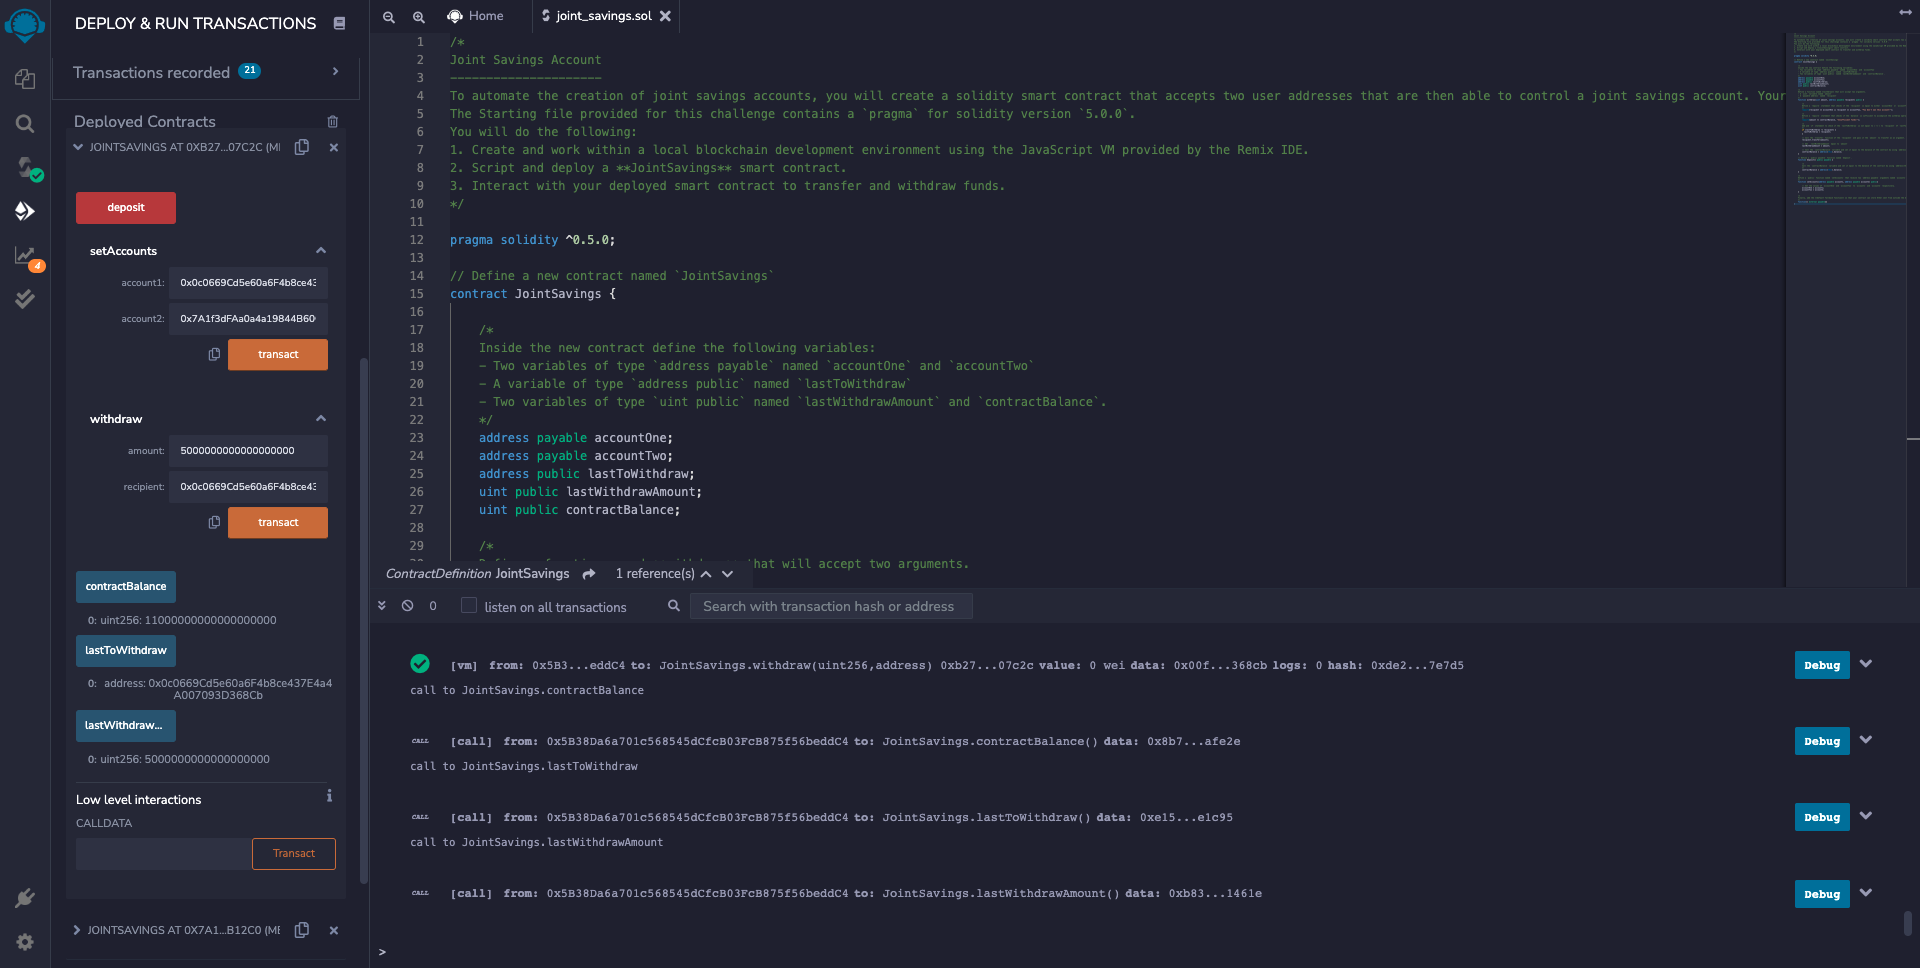 DEPLOY & RUN TRANSACTIONS
Transactions recorded 21
Deployed Contracts
JOINTSAVINGS AT 0XB27...07C2C (MI
deposit
setAccounts
account1: 0x0c0669Cd5e60a6F4b8ce43
account2: 0x7A1f3dFAa0a4a19844B60
transact
withdraw
amount: 5000000000000000000
recipient: 0x0c0669Cd5e60a6F4b8ce43
transact
contractBalance
0: uint256: 11000000000000000000
lastToWithdraw
0: address: 0x0c0669Cd5e60a6F4b8ce437E4a4
A007093D368Cb
lastWithdraw...
0: uint256: 5000000000000000000
Low level interactions
CALLDATA
Transact
JOINTSAVINGS AT 0X7A1...B12C0 (ME
4
Home
joint_savings.sol
1 /*
2 Joint Savings Account
3 ---------------------
4 To automate the creation of joint savings accounts, you will create a solidity smart contract that accepts two user addresses that are then able to control a joint savings account. Your
5 The Starting file provided for this challenge contains a `pragma` for solidity version `5.0.0`.
6 You will do the following:
7 1. Create and work within a local blockchain development environment using the JavaScript VM provided by the Remix IDE.
8 2. Script and deploy a **JointSavings** smart contract.
9 3. Interact with your deployed smart contract to transfer and withdraw funds.
10 */
11
12 pragma solidity ^0.5.0;
13
14 // Define a new contract named `JointSavings`
15 contract JointSavings {
16
17 /*
18 Inside the new contract define the following variables:
19 - Two variables of type `address payable` named `accountOne` and `accountTwo`
20 - A variable of type `address public` named `lastToWithdraw`
21 - Two variables of type `uint public` named `lastWithdrawAmount` and `contractBalance`.
22 */
23 address payable accountOne;
24 address payable accountTwo;
25 address public lastToWithdraw;
26 uint public lastWithdrawAmount;
27 uint public contractBalance;
28
29 /*
that will accept two arguments.
ContractDefinition JointSavings 1 reference(s)
0 listen on all transactions Search with transaction hash or address
[vm] from: 0x5B3...eddC4 to: JointSavings.withdraw(uint256,address) 0xb27...07c2c value: 0 wei data: 0x00f...368cb logs: 0 hash: 0xde2...7e7d5 Debug
call to JointSavings.contractBalance
CALL [call] from: 0x5B38Da6a701c568545dCfcB03FcB875f56beddC4 to: JointSavings.contractBalance() data: 0x8b7...afe2e Debug
call to JointSavings.lastToWithdraw
CALL [call] from: 0x5B38Da6a701c568545dCfcB03FcB875f56beddC4 to: JointSavings.lastToWithdraw() data: 0xe15...e1c95 Debug
call to JointSavings.lastWithdrawAmount
CALL [call] from: 0x5B38Da6a701c568545dCfcB03FcB875f56beddC4 to: JointSavings.lastWithdrawAmount() data: 0xb83...1461e Debug
>